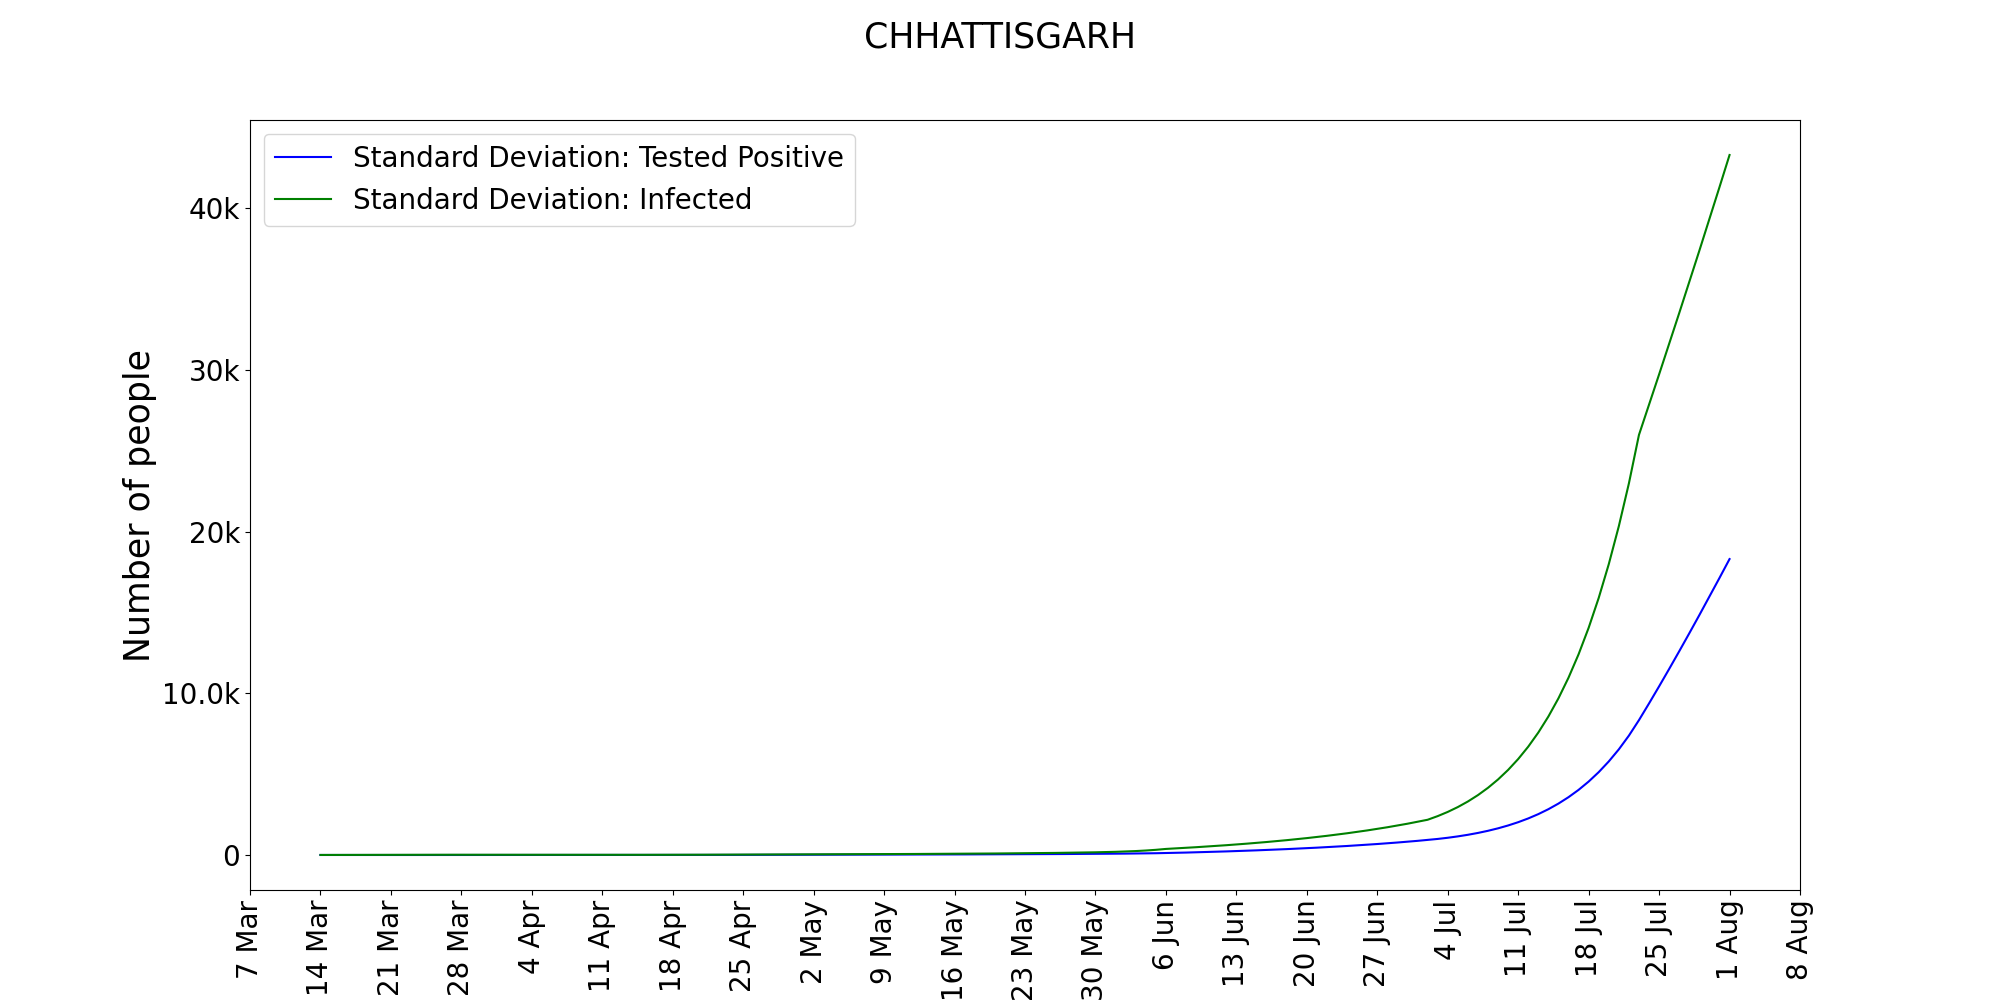 CHHATTISGARH
Standard Deviation: Tested Positive
Standard Deviation: Infected
Number of people
40k
30k
20k
10.0k
0
7 Mar
14 Mar
21 Mar
28 Mar
4 Apr
11 Apr
18 Apr
25 Apr
2 May
9 May
16 May
23 May
30 May
6 Jun
13 Jun
20 Jun
27 Jun
4 Jul
11 Jul
18 Jul
25 Jul
1 Aug
8 Aug